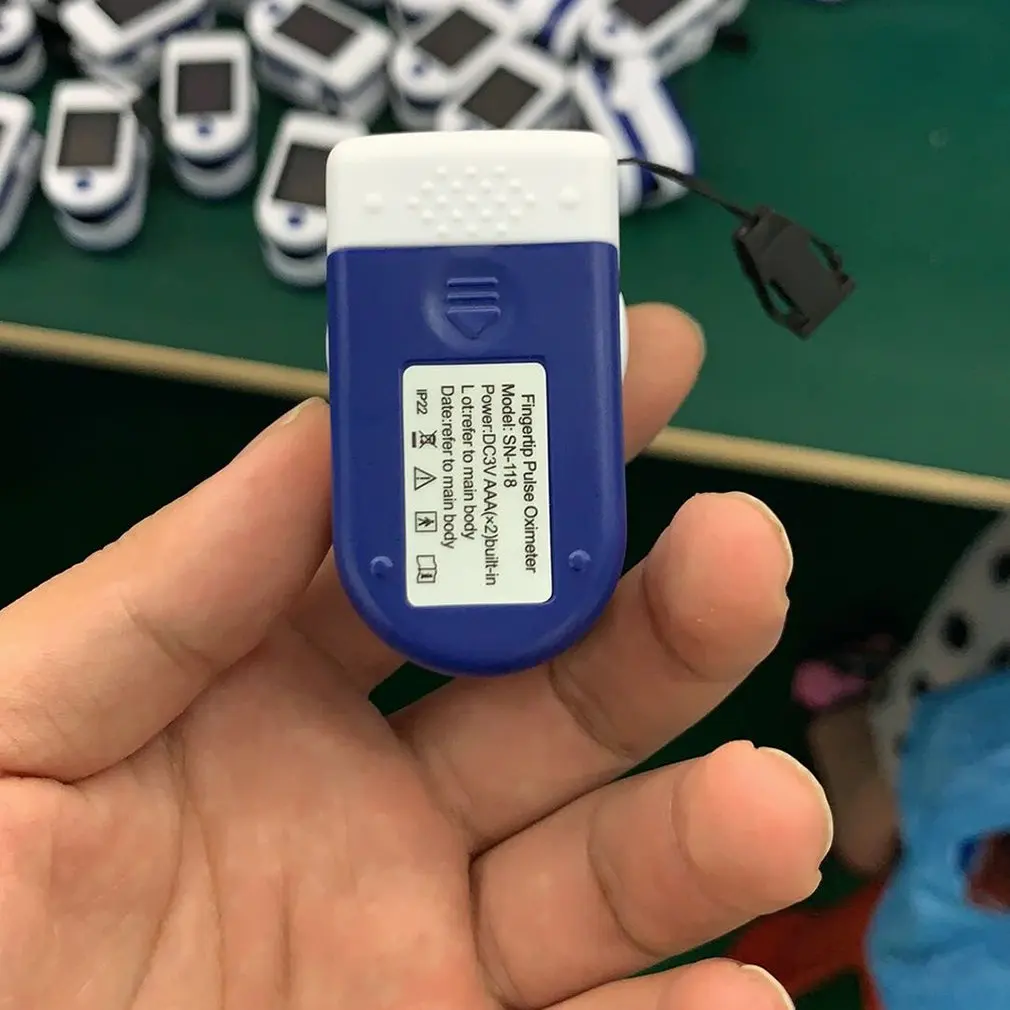 Fingertip Pulse Oximeter
Model: SN-118
Power:DC3V AAA(×2)built-in
Lot:refer to main body
Date:refer to main body
IP22